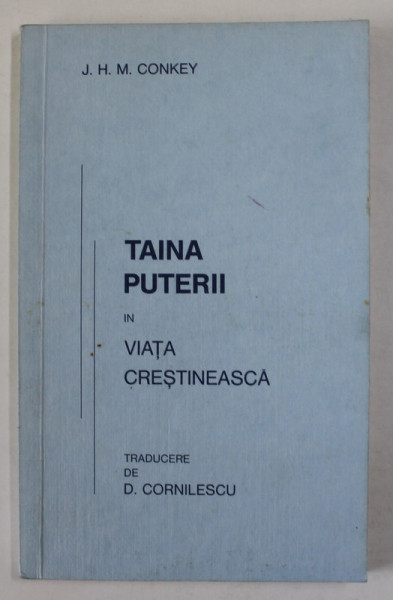 J. H. M. CONKEY
TAINA
PUTERII
IN
VIAȚA
CREȘTINEASCĂ
TRADUCERE
DE
D. CORNILESCU